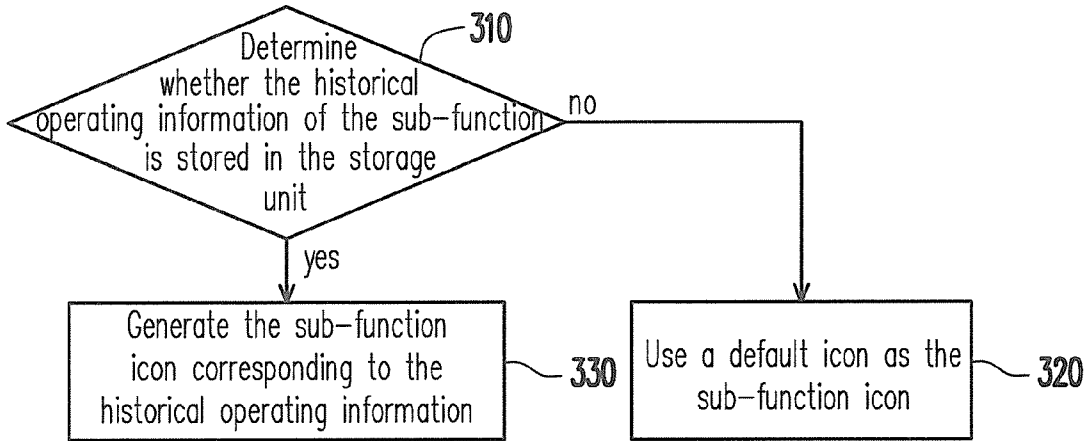 310
Determine
whether the historical
operating information of the sub-function
is stored in the storage
unit
no
yes
Generate the sub-function
icon corresponding to the
historical operating information
330
Use a default icon as the
sub-function icon
320